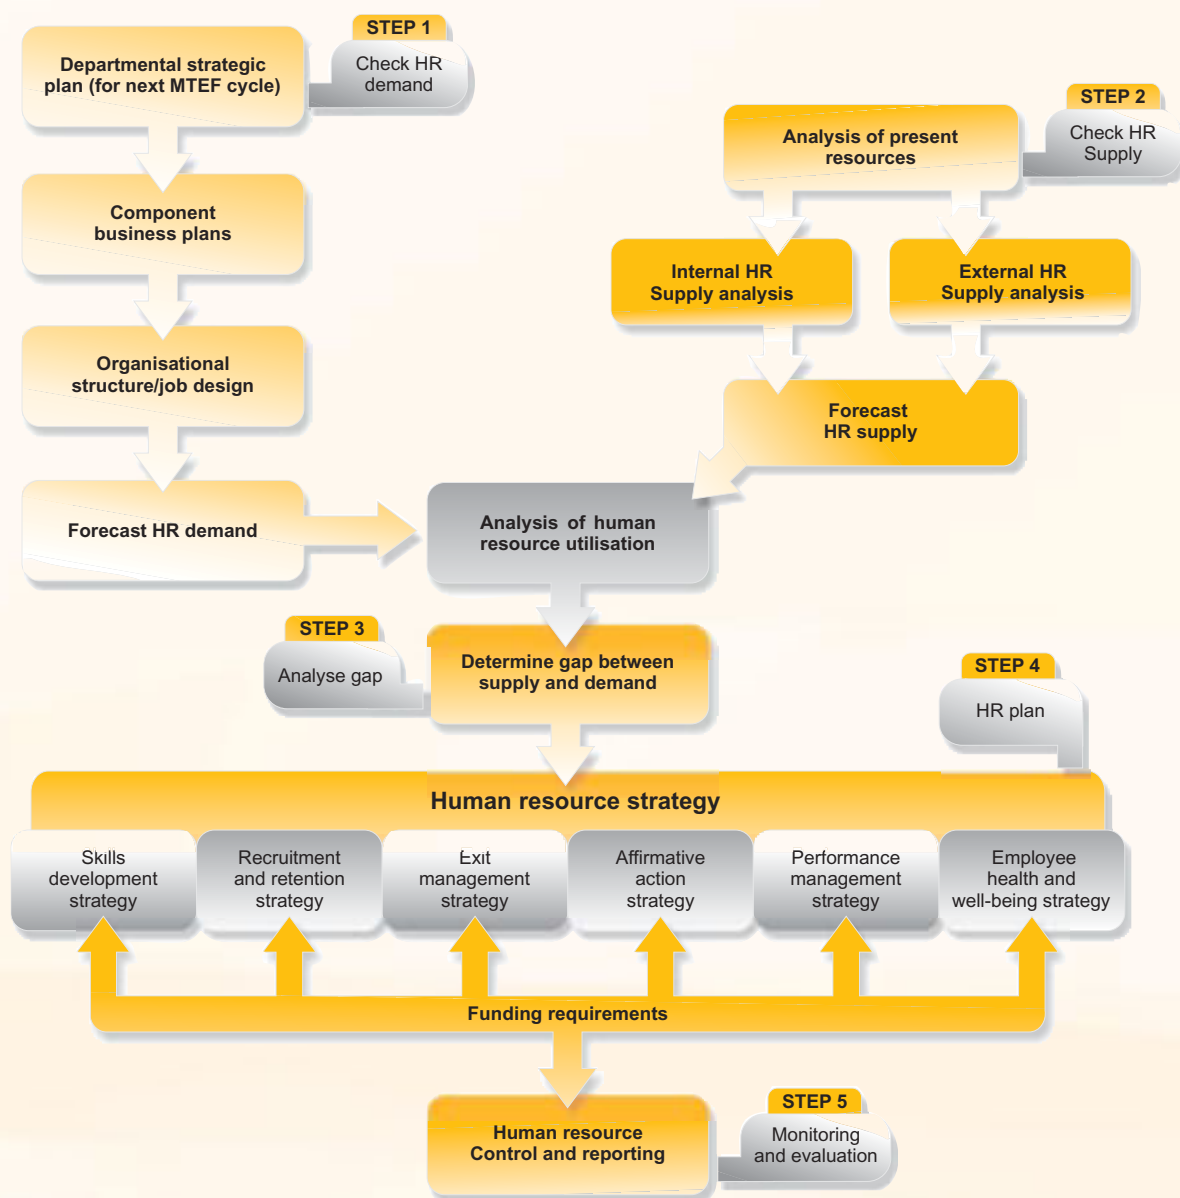 STEP 1
Check HR
demand
Departmental strategic
plan (for next MTEF cycle)
STEP 2
Check HR
Supply
Analysis of present
resources
Component
business plans
Internal HR
Supply analysis
External HR
Supply analysis
Organisational
structure/job design
Forecast
HR supply
Forecast HR demand
Analysis of human
resource utilisation
STEP 3
Analyse gap
Determine gap between
supply and demand
STEP 4
HR plan
Human resource strategy
Skills
development
strategy
Recruitment
and retention
strategy
Exit
management
strategy
Affirmative
action
strategy
Performance
management
strategy
Employee
health and
well-being strategy
Funding requirements
Human resource
Control and reporting
STEP 5
Monitoring
and evaluation